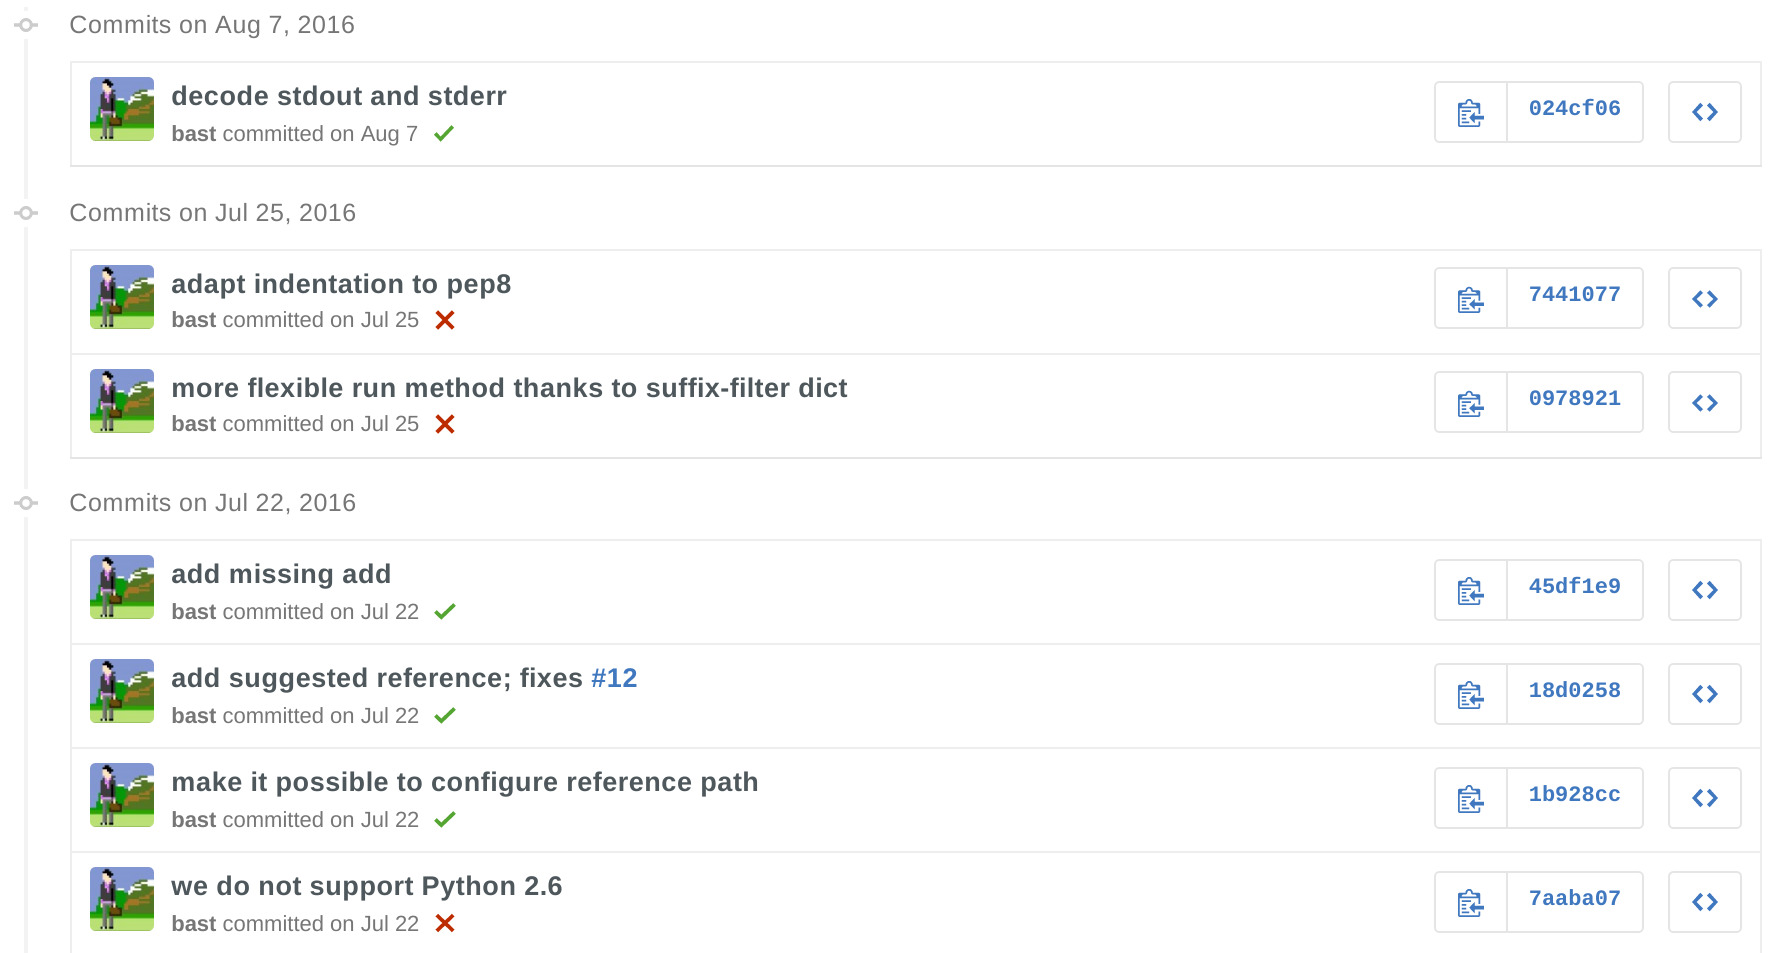 Commits on Aug 7, 2016
decode stdout and stderr
024cf06
bast committed on Aug 7
Commits on Jul 25, 2016
adapt indentation to pep8
7441077
bast committed on Jul 25
more flexible run method thanks to suffix-filter dict
0978921
bast committed on Jul 25
Commits on Jul 22, 2016
add missing add
45df1e9
bast committed on Jul 22
add suggested reference; fixes #12
18d0258
bast committed on Jul 22
make it possible to configure reference path
1b928cc
bast committed on Jul 22
we do not support Python 2.6
7aaba07
bast committed on Jul 22